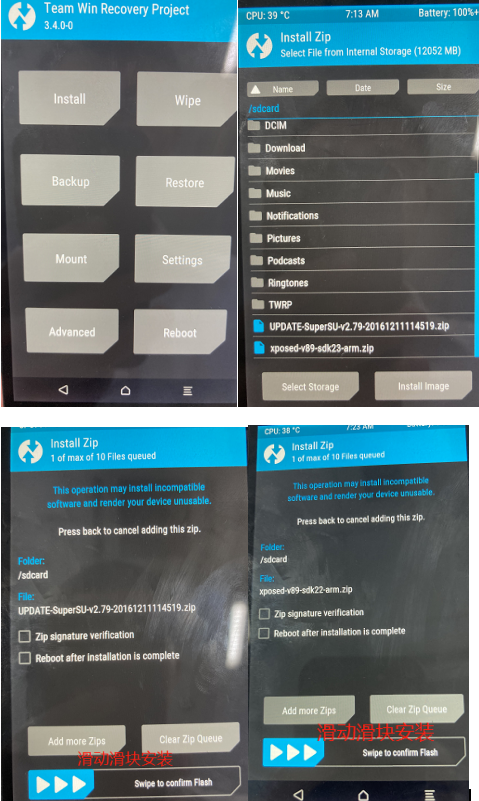 Team Win Recovery Project
3.4.0-0
Install
Wipe
Backup
Restore
Mount
Settings
Advanced
Reboot
CPU: 39 °C
7:13 AM
Battery: 100%+
Install Zip
Select File from Internal Storage (12052 MB)
Name
Date
Size
/sdcard
DCIM
Download
Movies
Music
Notifications
Pictures
Podcasts
Ringtones
TWRP
UPDATE-SuperSU-v2.79-20161211114519.zip
xposed-v89-sdk23-arm.zip
Select Storage
Install Image
Install Zip
1 of max of 10 Files queued
This operation may install incompatible
software and render your device unusable.
Press back to cancel adding this zip.
Folder:
/sdcard
File:
UPDATE-SuperSU-v2.79-20161211114519.zip
Zip signature verification
Reboot after installation is complete
Add more Zips
Clear Zip Queue
滑动滑块安装
Swipe to confirm Flash
CPU: 38 °C
7:23 AM
Install Zip
1 of max of 10 Files queued
This operation may install incompatible
software and render your device unusable.
Press back to cancel adding this zip.
Folder:
/sdcard
File:
xposed-v89-sdk22-arm.zip
Zip signature verification
Reboot after installation is complete
Add more Zips
Clear Zip Queue
滑动滑块安装
Swipe to confirm Flash